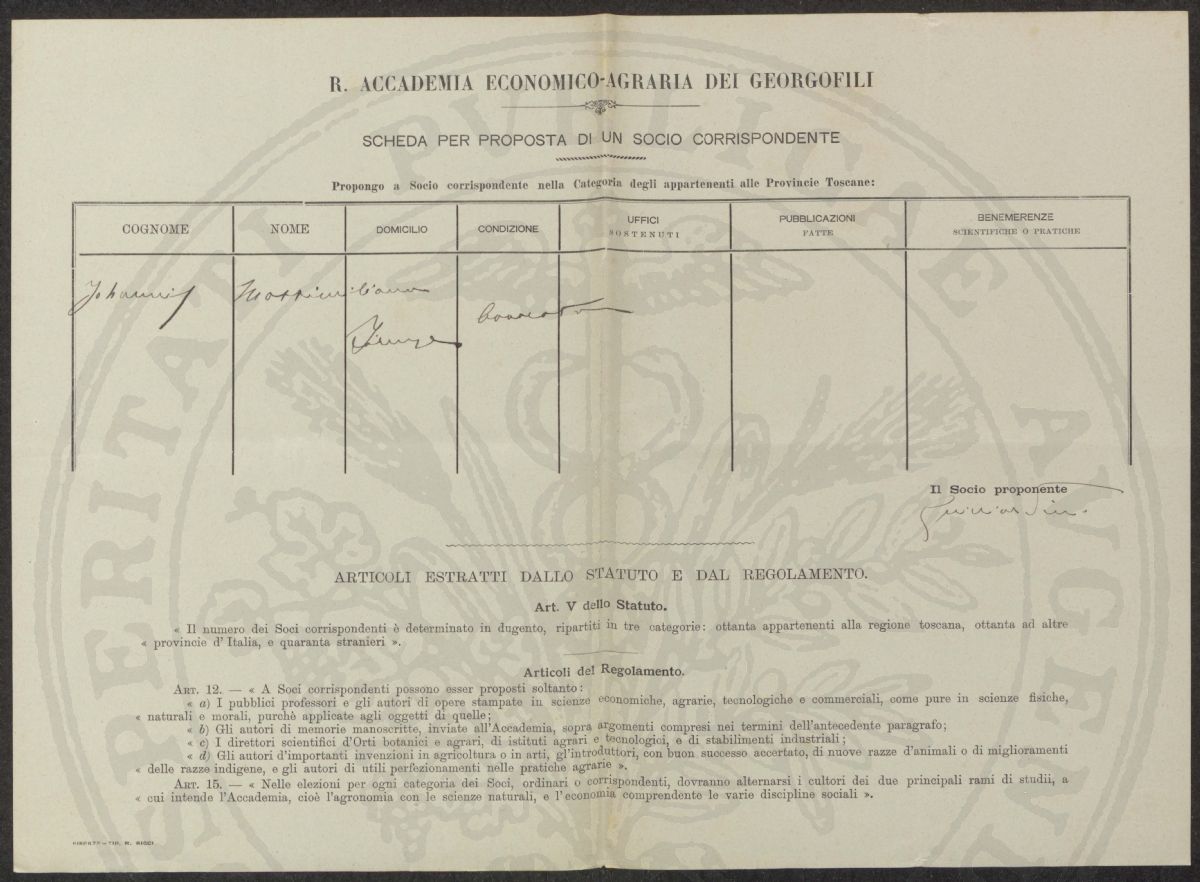 R. ACCADEMIA ECONOMICO-AGRARIA DEI GEORGOFILI
SCHEDA PER PROPOSTA DI UN SOCIO CORRISPONDENTE
Propongo a Socio corrispondente nella Categoria degli appartenenti alle Provincie Toscane:
COGNOME NOME DOMICILIO CONDIZIONE UFFICI SOSTENUTI PUBBLICAZIONI FATTE BENEMERENZE SCIENTIFICHE O PRATICHE
Johannis Massimiliano
Firenze
Il Socio proponente
Guicciardini
ARTICOLI ESTRATTI DALLO STATUTO E DAL REGOLAMENTO.
Art. V dello Statuto.
« Il numero dei Soci corrispondenti è determinato in dugento, ripartiti in tre categorie: ottanta appartenenti alla regione toscana, ottanta ad altre
« provincie d'Italia, e quaranta stranieri ».
Articoli del Regolamento.
ART. 12. — « A Soci corrispondenti possono esser proposti soltanto:
« a) I pubblici professori e gli autori di opere stampate in scienze economiche, agrarie, tecnologiche e commerciali, come pure in scienze fisiche,
« naturali e morali, purchè applicate agli oggetti di quelle;
« b) Gli autori di memorie manoscritte, inviate all'Accademia, sopra argomenti compresi nei termini dell'antecedente paragrafo;
« c) I direttori scientifici d'Orti botanici e agrari, di istituti agrari e tecnologici, e di stabilimenti industriali;
« d) Gli autori d'importanti invenzioni in agricoltura o in arti, gl'introduttori, con buon successo accertato, di nuove razze d'animali o di miglioramenti
« delle razze indigene, e gli autori di utili perfezionamenti nelle pratiche agrarie ».
ART. 15. — « Nelle elezioni per ogni categoria dei Soci, ordinari o corrispondenti, dovranno alternarsi i cultori dei due principali rami di studii, a
« cui intende l'Accademia, cioè l'agronomia con le scienze naturali, e l'economia comprendente le varie discipline sociali ».
FIRENZE—TIP. M. RICCI
PROSPERITATI PVBLICAE AVGENDAE